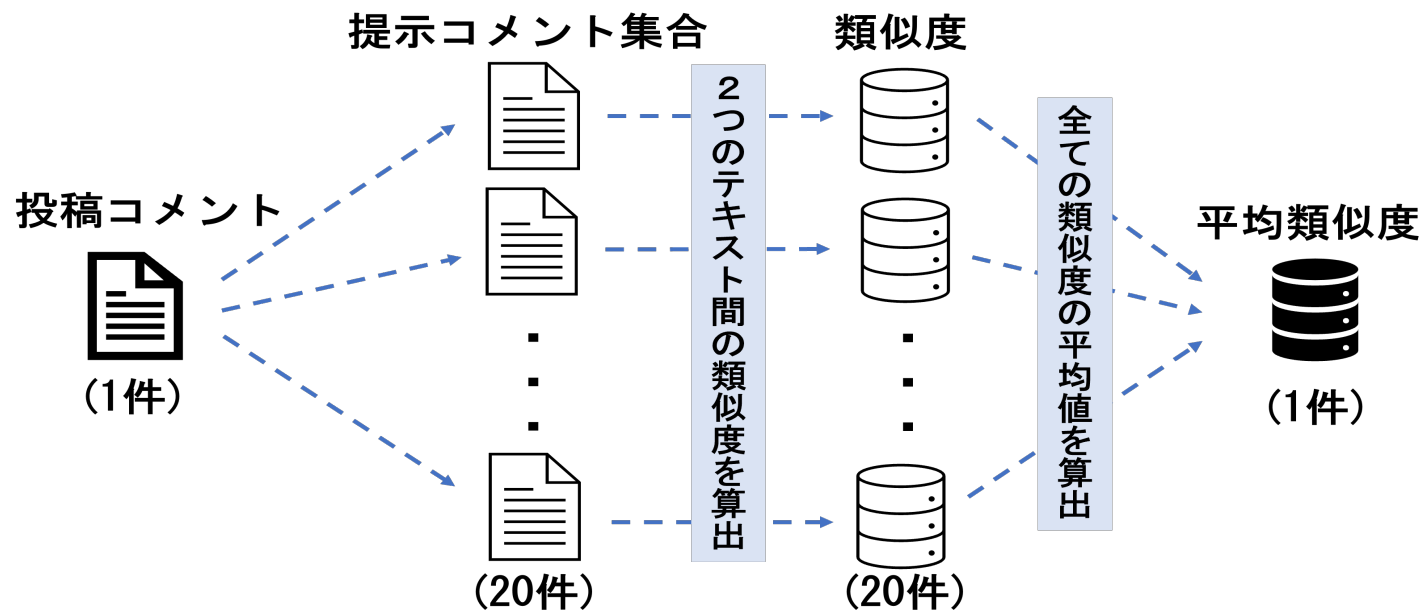 提示コメント集合
類似度
投稿コメント
(1件)
(20件)
2つのテキスト間の類似度を算出
(20件)
全ての類似度の平均値を算出
平均類似度
(1件)